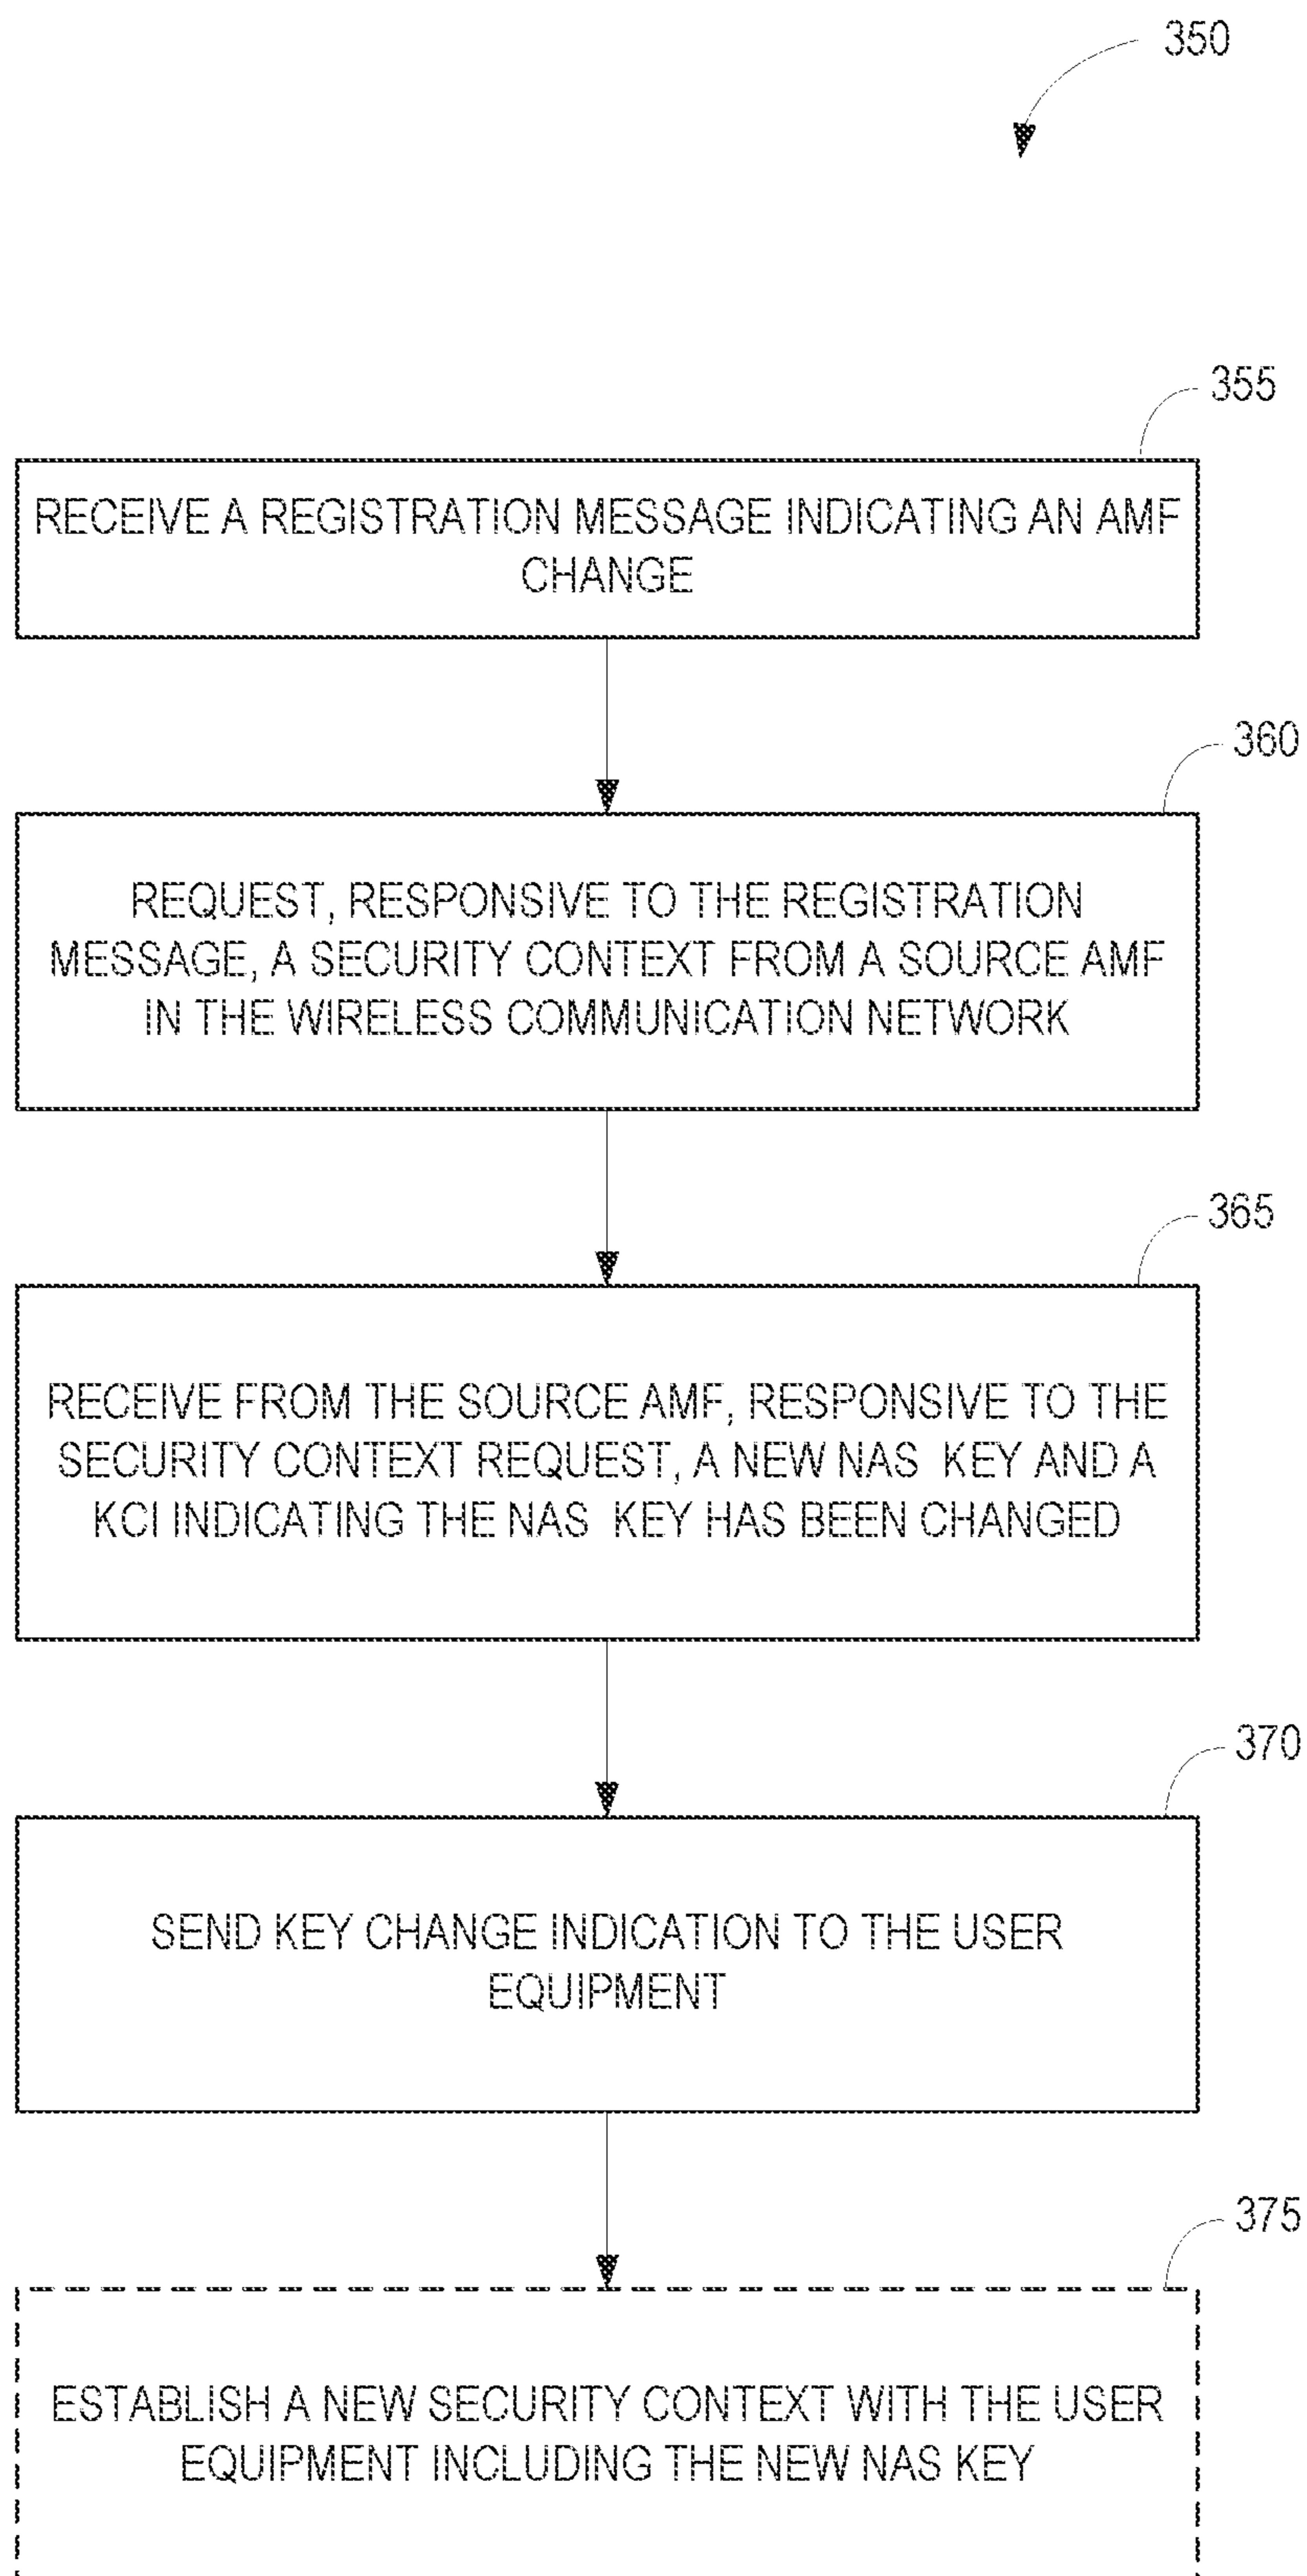 350
355
RECEIVE A REGISTRATION MESSAGE INDICATING AN AMF
CHANGE
360
REQUEST, RESPONSIVE TO THE REGISTRATION
MESSAGE, A SECURITY CONTEXT FROM A SOURCE AMF
IN THE WIRELESS COMMUNICATION NETWORK
365
RECEIVE FROM THE SOURCE AMF, RESPONSIVE TO THE
SECURITY CONTEXT REQUEST, A NEW NAS KEY AND A
KCI INDICATING THE NAS KEY HAS BEEN CHANGED
370
SEND KEY CHANGE INDICATION TO THE USER
EQUIPMENT
375
ESTABLISH A NEW SECURITY CONTEXT WITH THE USER
EQUIPMENT INCLUDING THE NEW NAS KEY